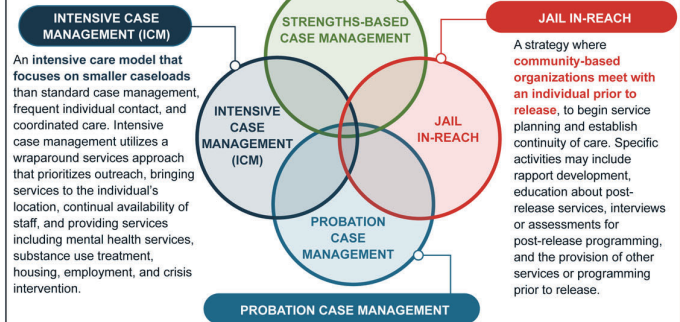 INTENSIVE CASE
MANAGEMENT (ICM)
An intensive care model that
focuses on smaller caseloads
than standard case management,
frequent individual contact, and
coordinated care. Intensive
case management utilizes a
wraparound services approach
that prioritizes outreach, bringing
services to the individual's
location, continual availability of
staff, and providing services
including mental health services,
substance use treatment,
housing, employment, and crisis
intervention.
STRENGTHS-BASED
CASE MANAGEMENT
INTENSIVE
CASE
MANAGEMENT
(ICM)
JAIL
IN-REACH
PROBATION
CASE
MANAGEMENT
JAIL IN-REACH
A strategy where
community-based
organizations meet with
an individual prior to
release, to begin service
planning and establish
continuity of care. Specific
activities may include
rapport development,
education about post-
release services, interviews
or assessments for
post-release programming,
and the provision of other
services or programming
prior to release.
PROBATION CASE MANAGEMENT